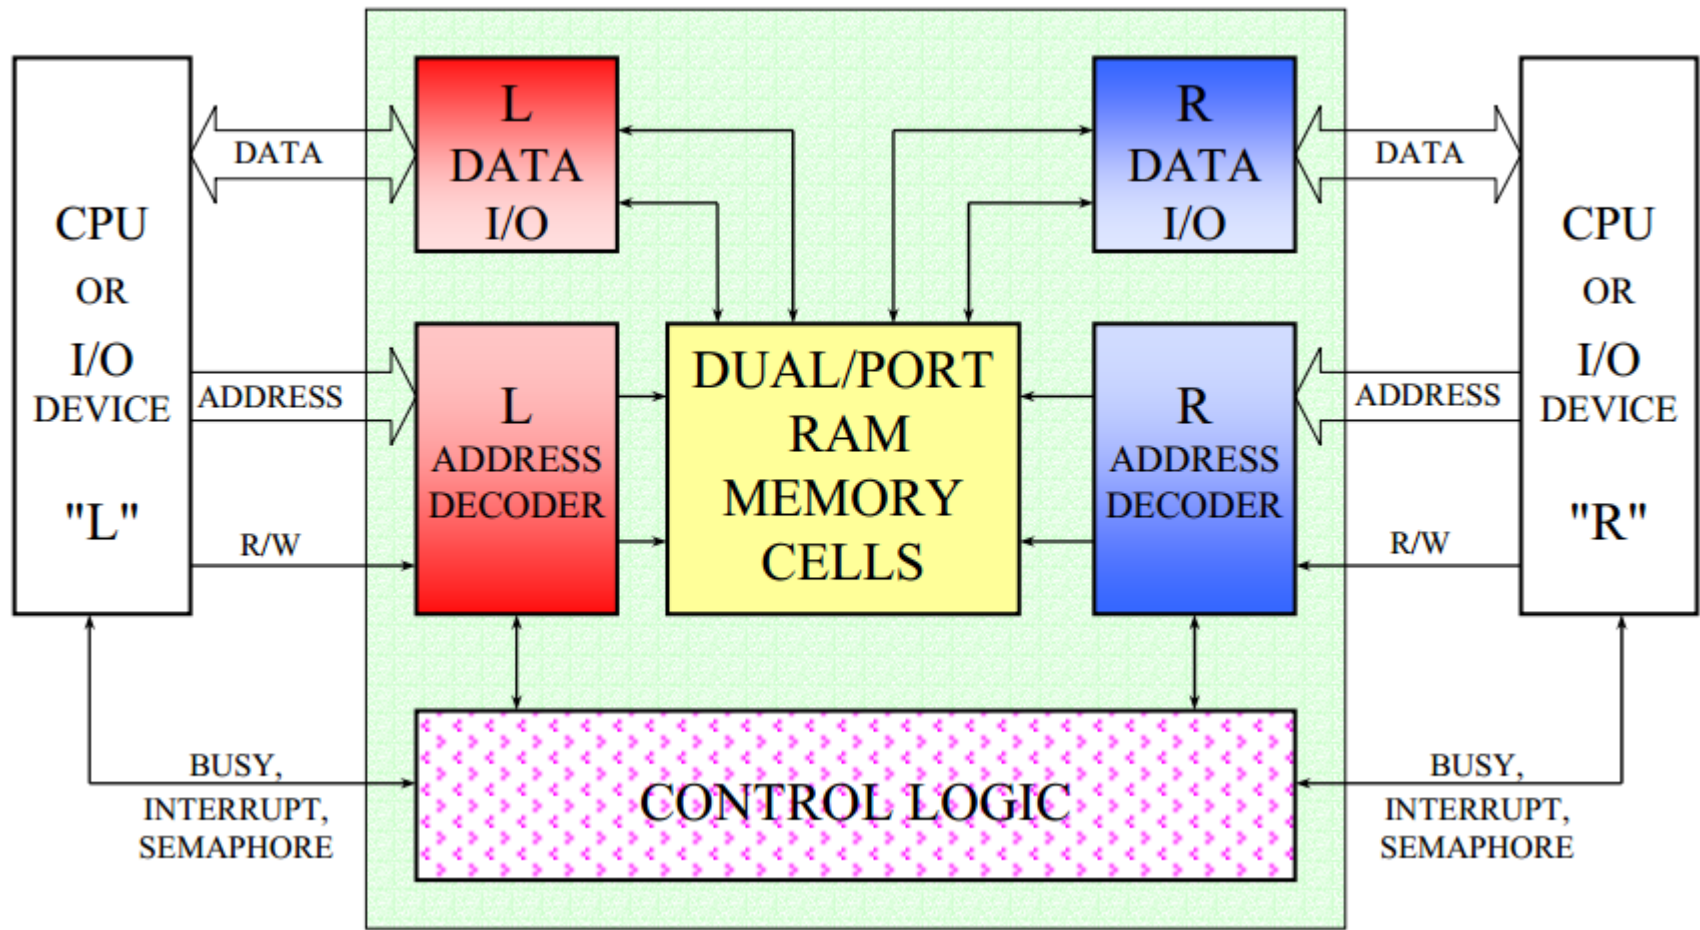 CPU
OR
I/O
DEVICE
"L"
DATA
ADDRESS
R/W
BUSY,
INTERRUPT,
SEMAPHORE
L
DATA
I/O
L
ADDRESS
DECODER
DUAL/PORT
RAM
MEMORY
CELLS
R
DATA
I/O
R
ADDRESS
DECODER
CONTROL LOGIC
DATA
ADDRESS
R/W
BUSY,
INTERRUPT,
SEMAPHORE
CPU
OR
I/O
DEVICE
"R"